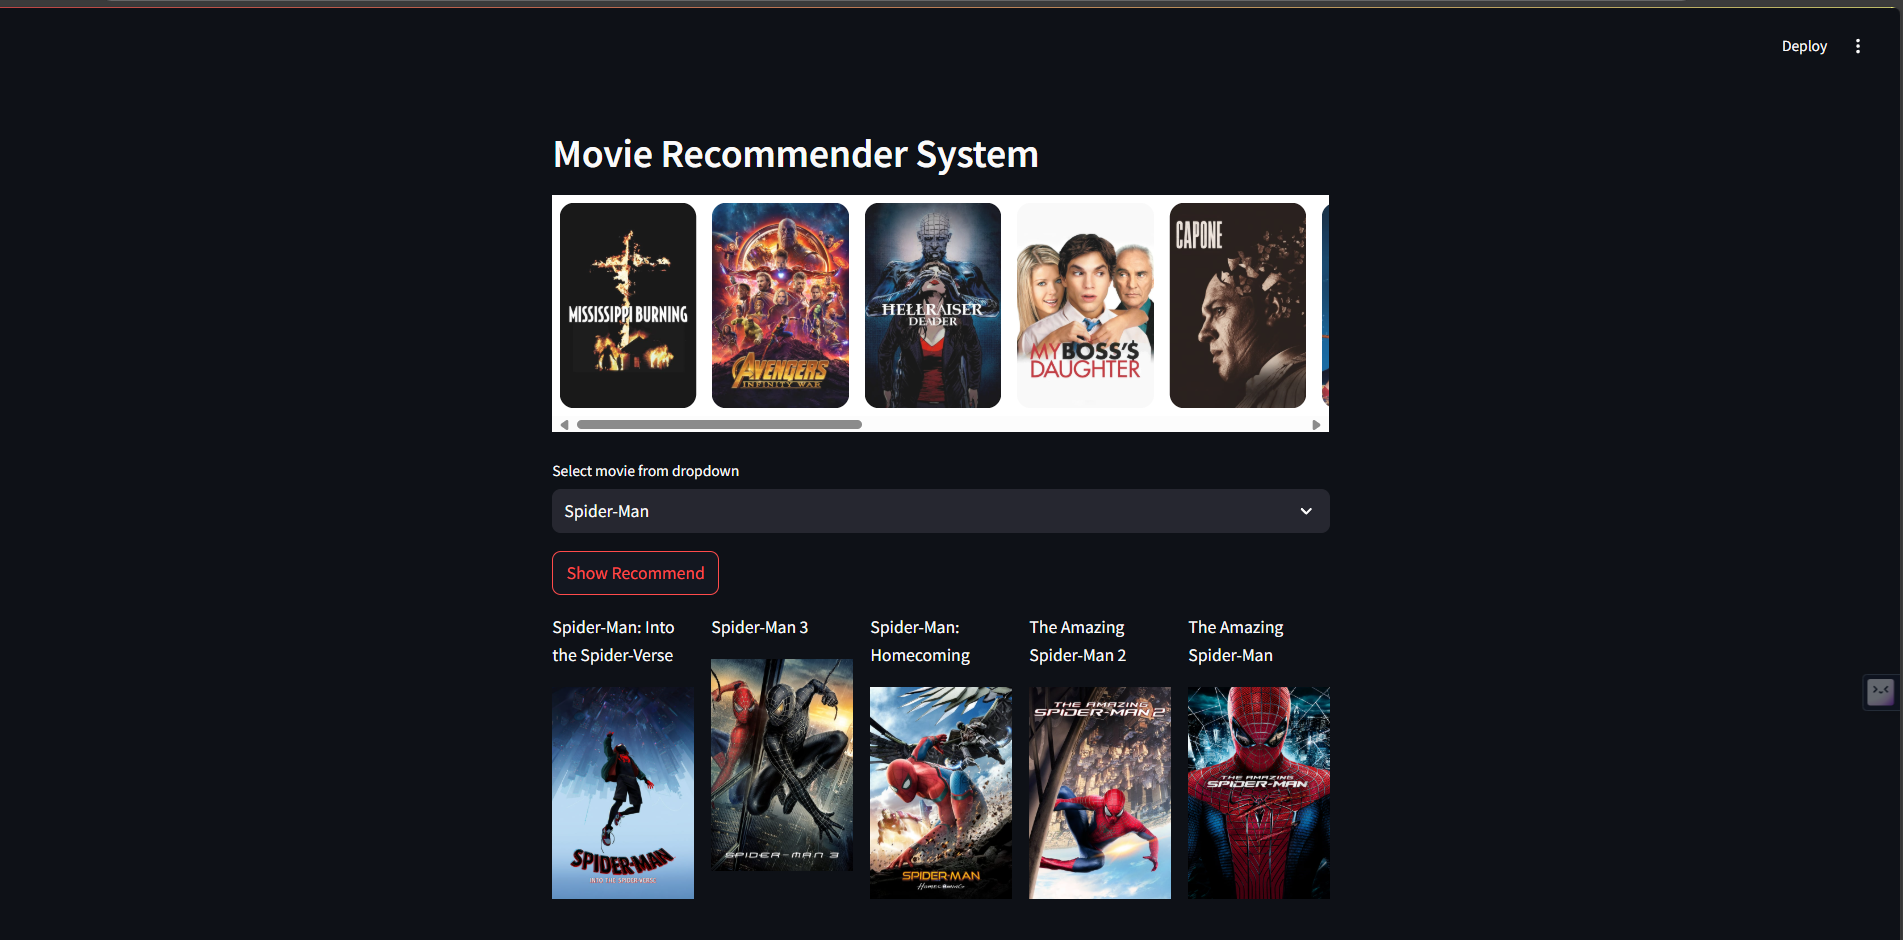 Deploy
Movie Recommender System
MISSISSIPPI BURNING
AVENGERS
INFINITY WAR
HELLRAISER
DEADER
MY BOSS'$
DAUGHTER
CAPONE
Select movie from dropdown
Spider-Man
Show Recommend
Spider-Man: Into
the Spider-Verse
Spider-Man 3
Spider-Man:
Homecoming
The Amazing
Spider-Man 2
The Amazing
Spider-Man
SPIDER-MAN
INTO THE SPIDER-VERSE
SPIDER-MAN 3
SPIDER-MAN
HOMECOMING
THE AMAZING
SPIDER-MAN 2
THE AMAZING
SPIDER-MAN